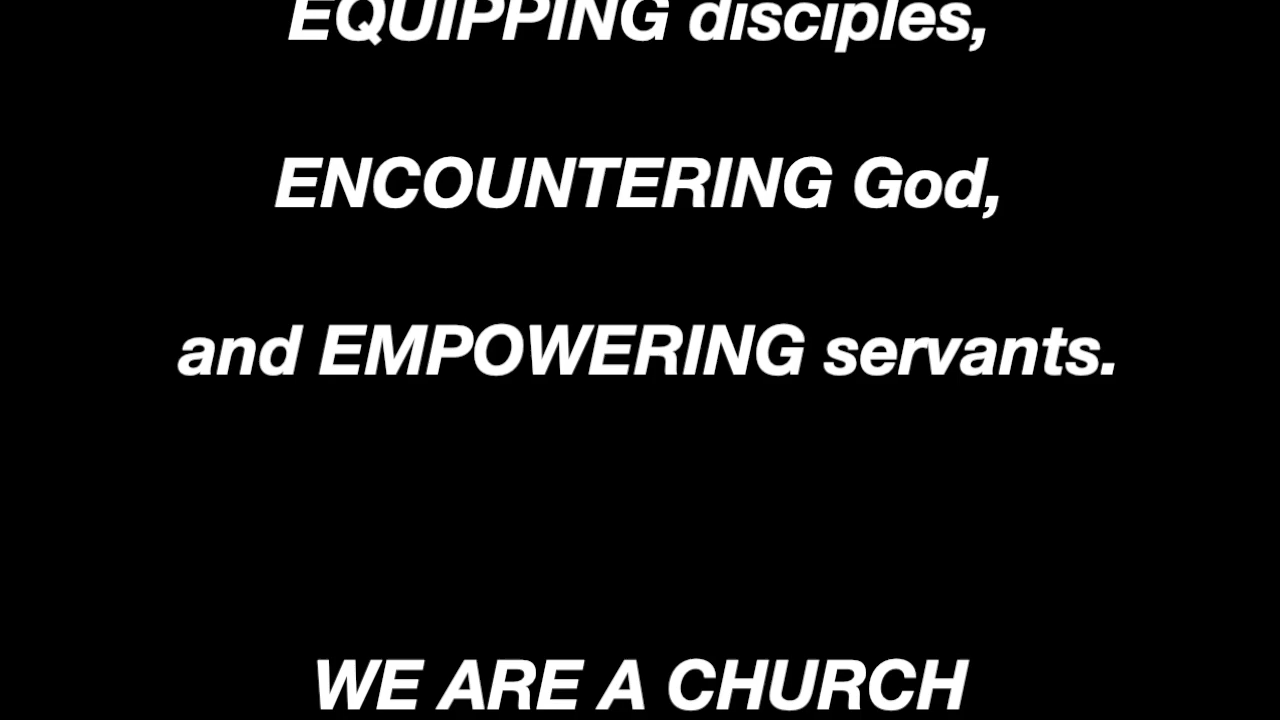 EQUIPPING disciples,
ENCOUNTERING God,
and EMPOWERING servants.
WE ARE A CHURCH